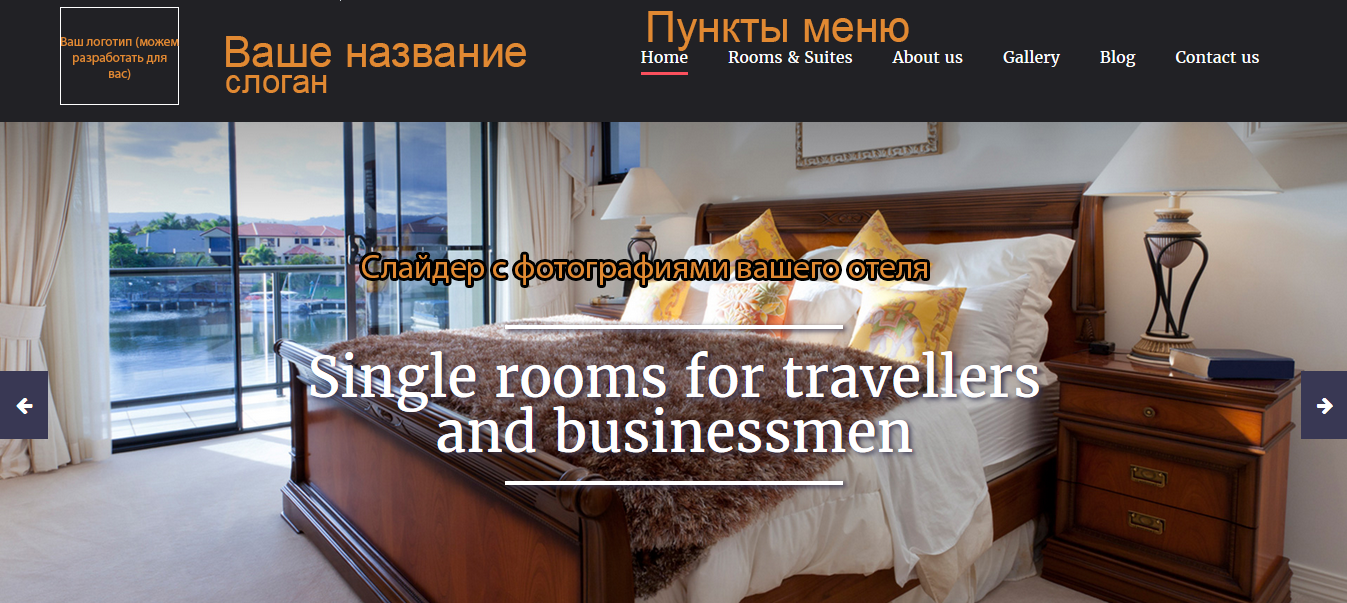 Ваш логотип (можем
разработать для
вас)
Ваше название
слоган
Пункты меню
Home Rooms & Suites About us Gallery Blog Contact us
Слайдер с фотографиями вашего отеля
Single rooms for travellers
and businessmen